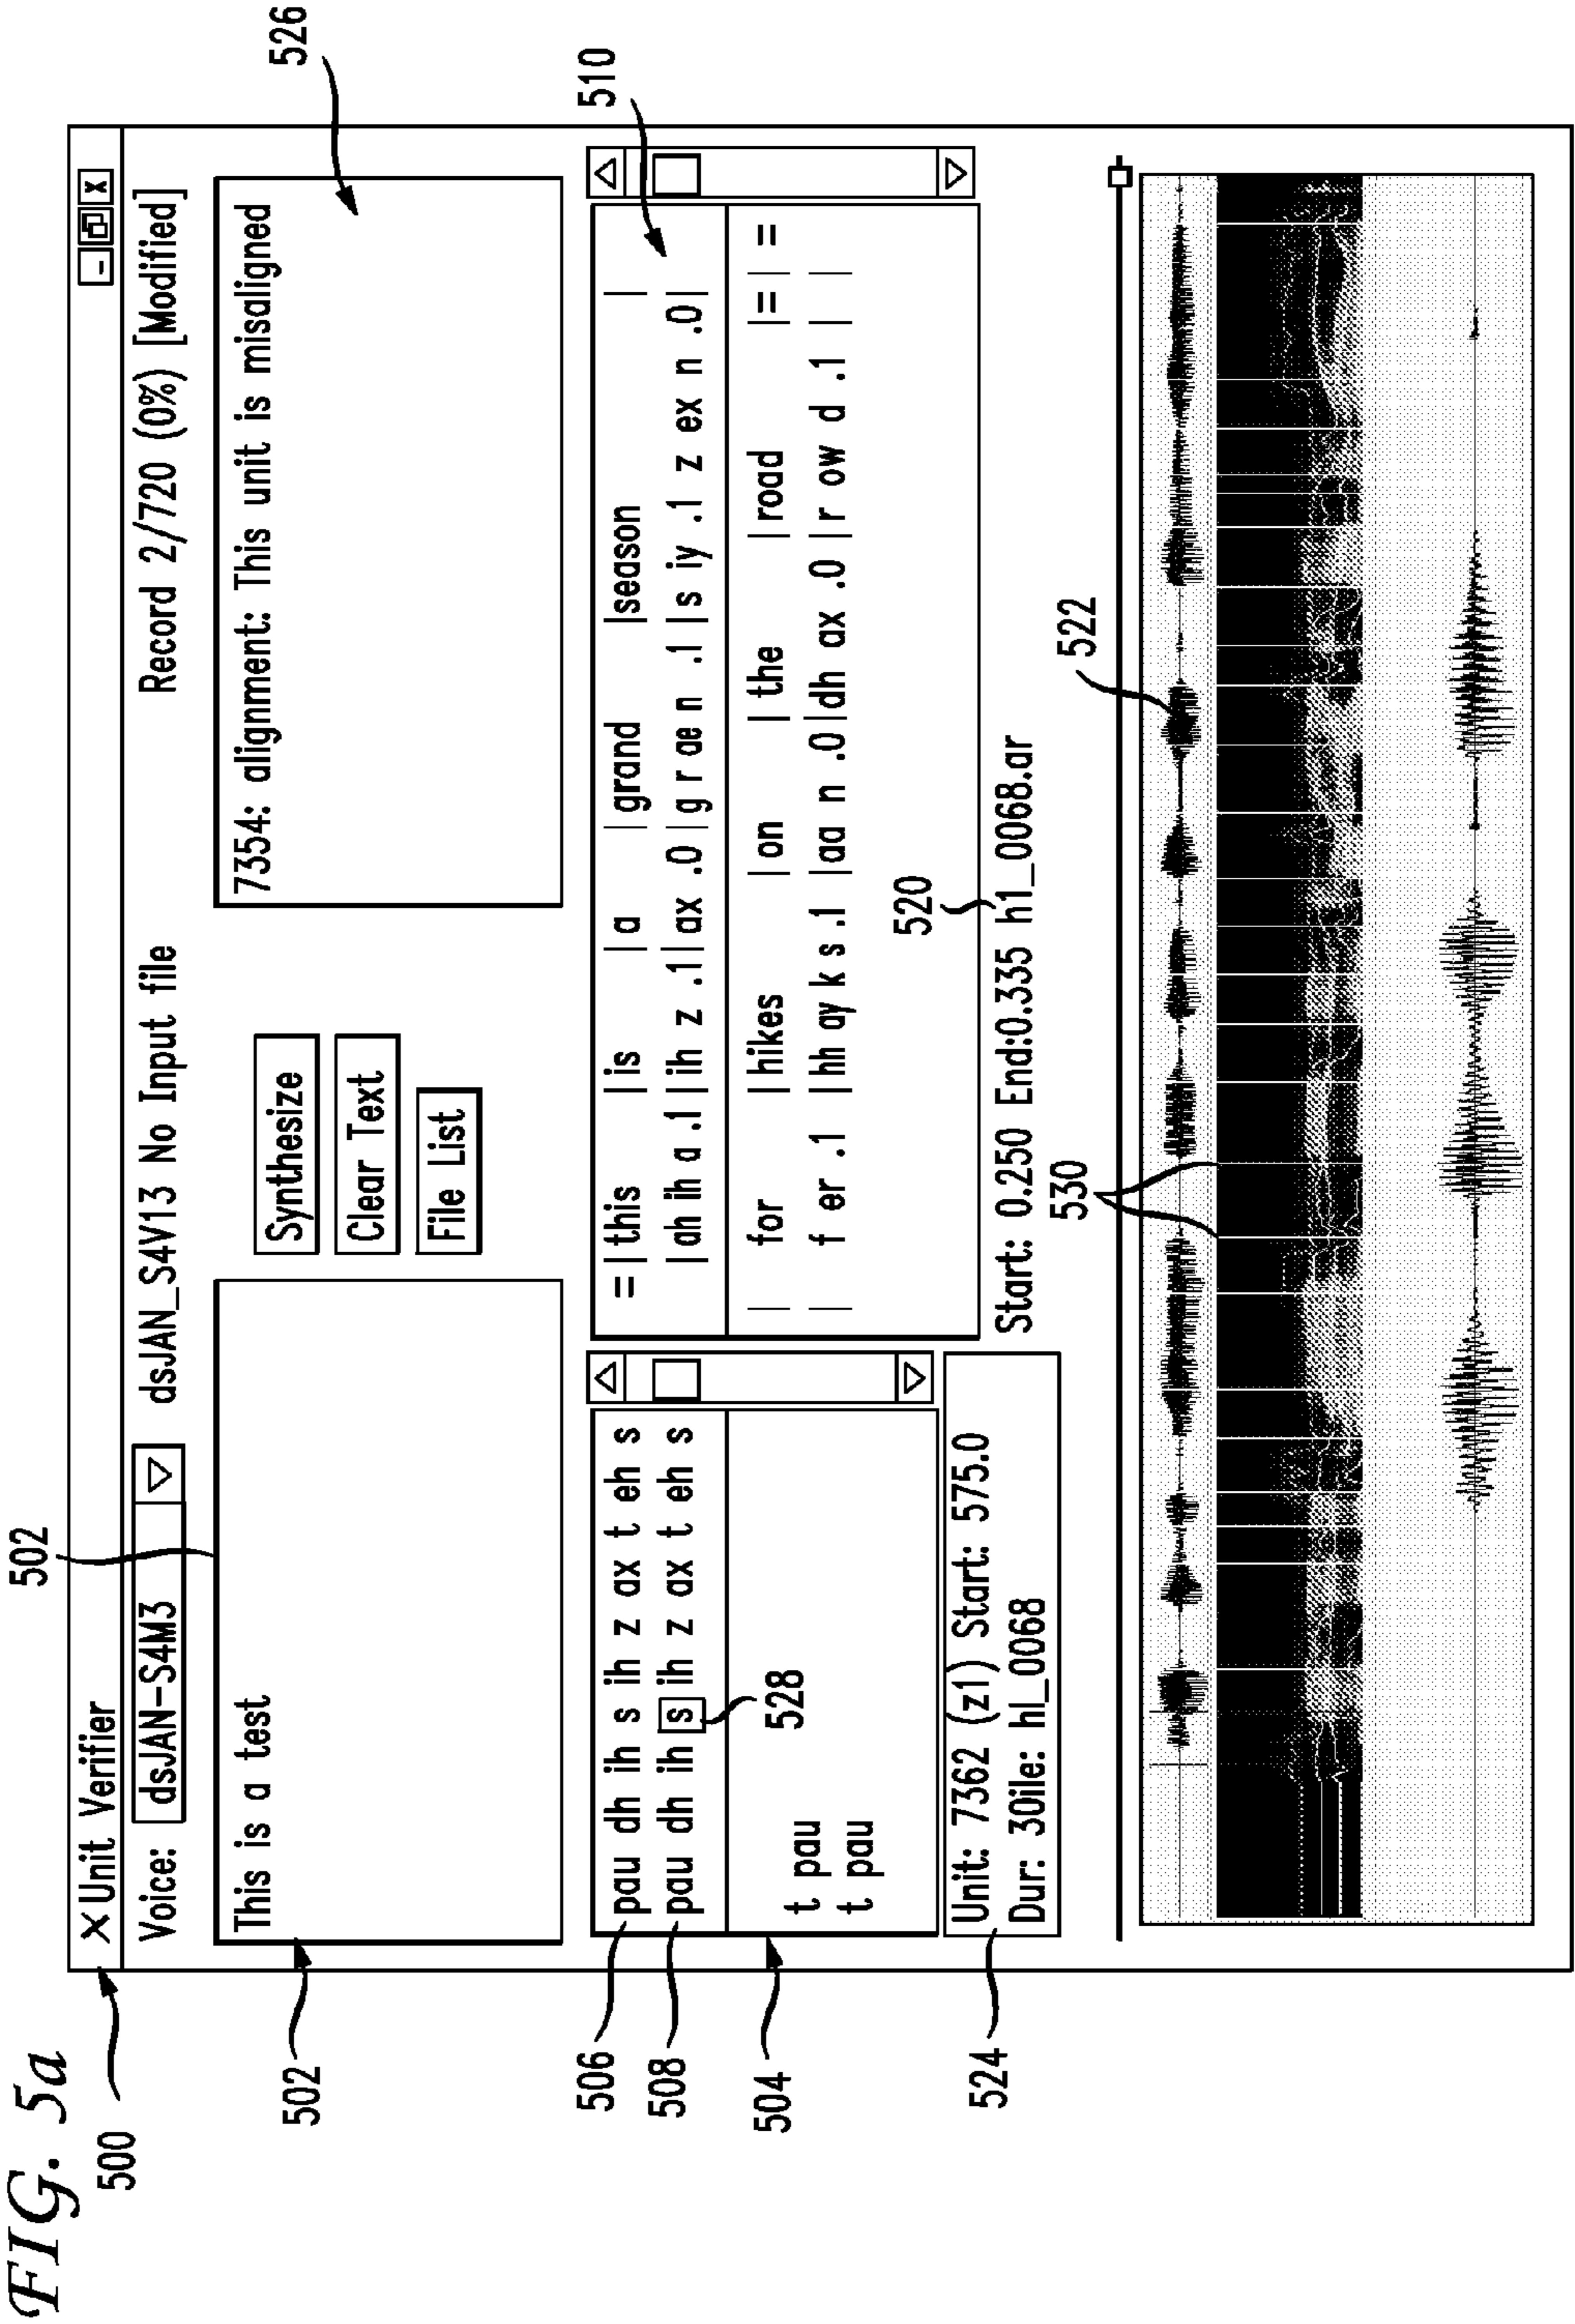 FIG. 5a
500
502
526
X Unit Verifier
Voice: dsJAN-S4M3 dsJAN_S4V13 No Input file Record 2/720 (0%) [Modified]
502
This is a test
Synthesize
Clear Text
File List
7354: alignment: This unit is misaligned
510
506
pau dh ih s ih z ax t eh s
508
pau dh ih s ih z ax t eh s
528
504
t pau
t pau
= |this |is |a |grand |season |
|ah ih a .1 |ih z .1| ax .0 |g r ae n .1 |s iy .1 z ex n .0|
| for |hikes |on | the |road |= | =
| f er .1 |hh ay k s .1 |aa n .0 |dh ax .0 |r ow d .1 | |
520
524
Unit: 7362 (z1) Start: 575.0
Dur: 30ile: hl_0068
Start: 0.250 End:0.335 h1_0068.ar
530
522